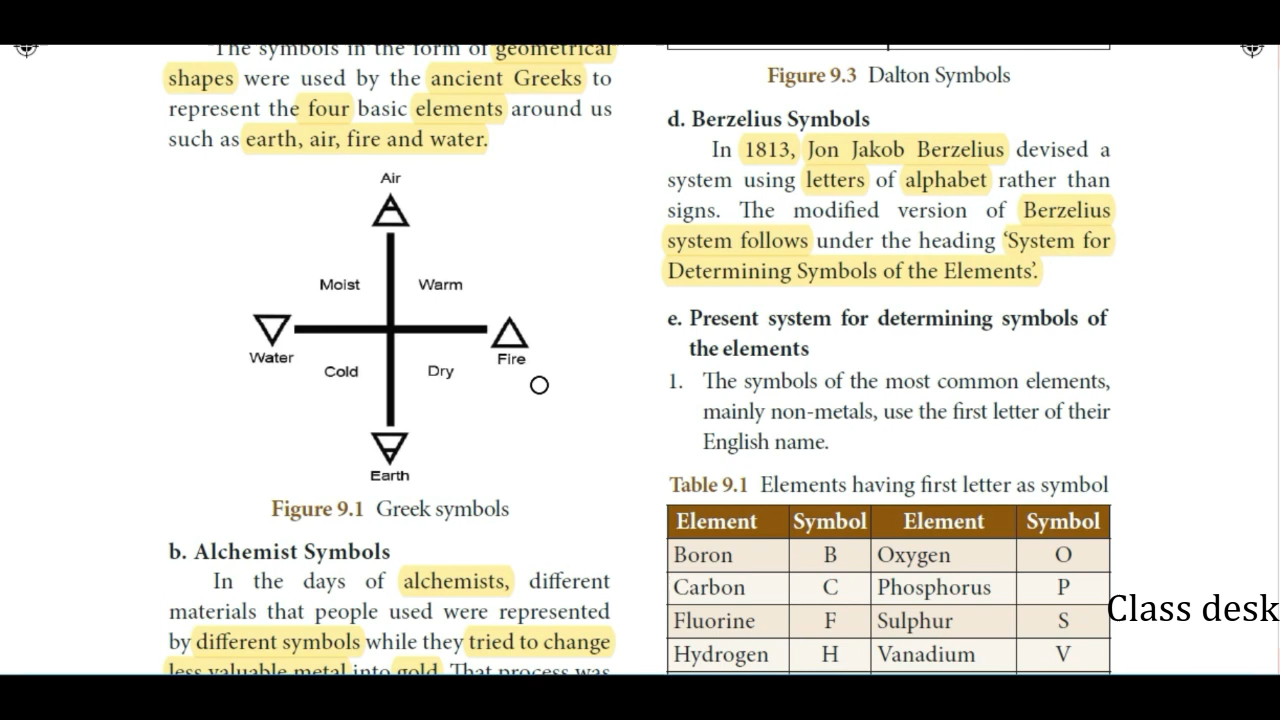 The symbols in the form of geometrical
shapes were used by the ancient Greeks to
represent the four basic elements around us
such as earth, air, fire and water.
Air
Moist Warm
Water
Fire
Cold Dry
Earth
Figure 9.1 Greek symbols
b. Alchemist Symbols
In the days of alchemists, different
materials that people used were represented
by different symbols while they tried to change
less valuable metal into gold. That process was
Figure 9.3 Dalton Symbols
d. Berzelius Symbols
In 1813, Jon Jakob Berzelius devised a
system using letters of alphabet rather than
signs. The modified version of Berzelius
system follows under the heading ‘System for
Determining Symbols of the Elements’.
e. Present system for determining symbols of
the elements
1. The symbols of the most common elements,
mainly non-metals, use the first letter of their
English name.
Table 9.1 Elements having first letter as symbol
Element Symbol Element Symbol
Boron B Oxygen O
Carbon C Phosphorus P
Fluorine F Sulphur S
Hydrogen H Vanadium V
Class desk